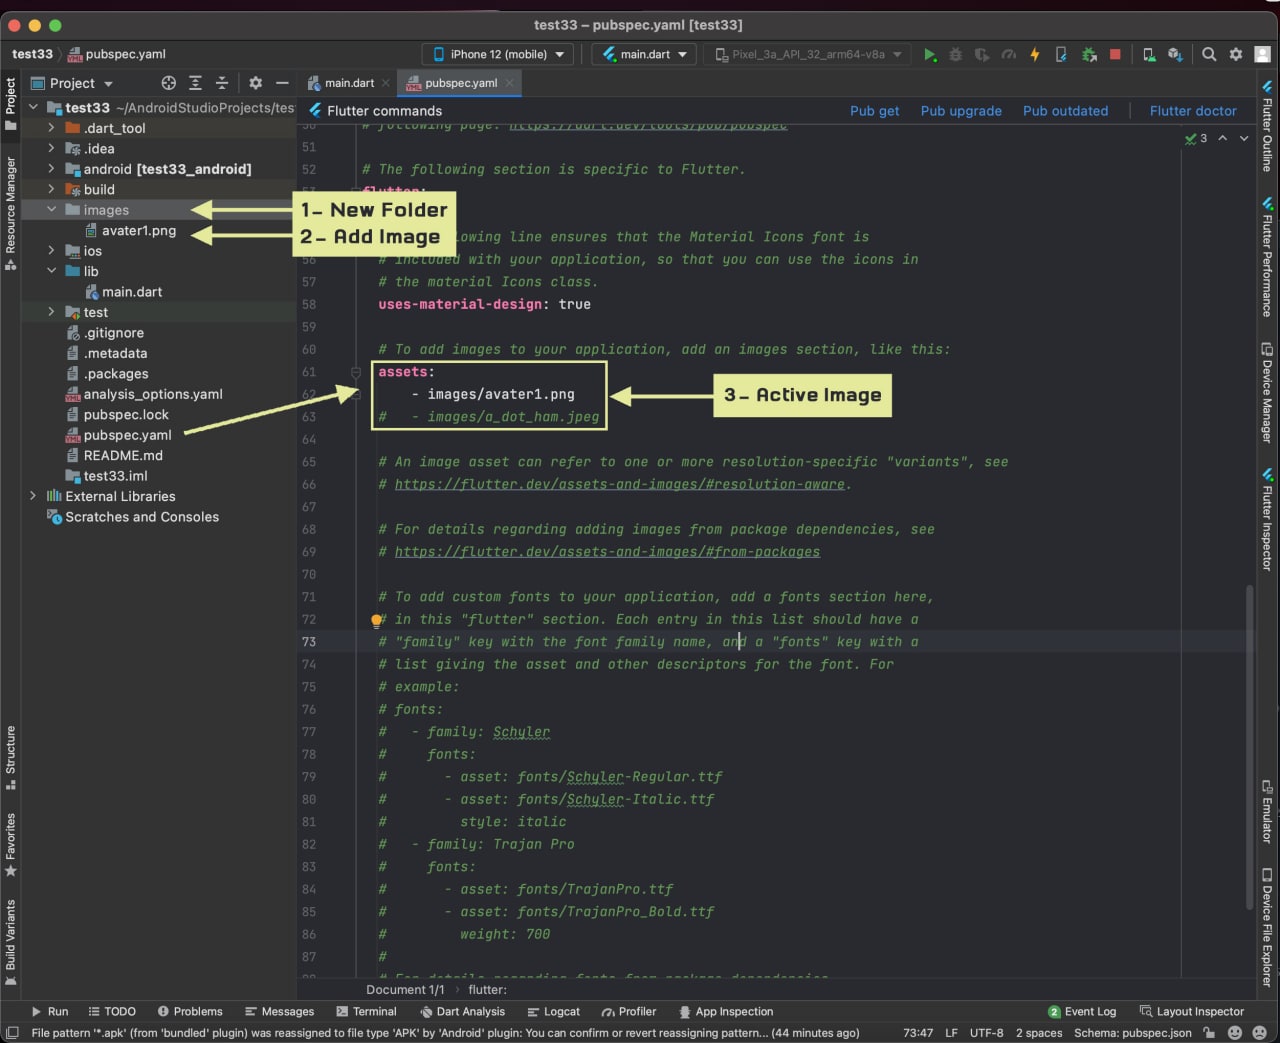 test33 – pubspec.yaml [test33]
test33 pubspec.yaml iPhone 12 (mobile) main.dart Pixel_3a_API_32_arm64-v8a
Project main.dart pubspec.yaml
Flutter commands Pub get Pub upgrade Pub outdated Flutter doctor
Project
Resource Manager
Structure
Favorites
Build Variants
test33 ~/AndroidStudioProjects/tes
.dart_tool
.idea
android [test33_android]
build
images
avater1.png
ios
lib
main.dart
test
.gitignore
.metadata
.packages
analysis_options.yaml
pubspec.lock
pubspec.yaml
README.md
test33.iml
External Libraries
Scratches and Consoles
1- New Folder
2- Add Image
3- Active Image
3
# following page: https://dart.dev/tools/pub/pubspec
51
52 # The following section is specific to Flutter.
flutter:
lowing line ensures that the Material Icons font is
56 # included with your application, so that you can use the icons in
57 # the material Icons class.
58 uses-material-design: true
59
60 # To add images to your application, add an images section, like this:
61 assets:
62 - images/avater1.png
63 # - images/a_dot_ham.jpeg
64
65 # An image asset can refer to one or more resolution-specific "variants", see
66 # https://flutter.dev/assets-and-images/#resolution-aware.
67
68 # For details regarding adding images from package dependencies, see
69 # https://flutter.dev/assets-and-images/#from-packages
70
71 # To add custom fonts to your application, add a fonts section here,
72 # in this "flutter" section. Each entry in this list should have a
73 # "family" key with the font family name, and a "fonts" key with a
74 # list giving the asset and other descriptors for the font. For
75 # example:
76 # fonts:
77 # - family: Schyler
78 # fonts:
79 # - asset: fonts/Schyler-Regular.ttf
80 # - asset: fonts/Schyler-Italic.ttf
81 # style: italic
82 # - family: Trajan Pro
83 # fonts:
84 # - asset: fonts/TrajanPro.ttf
85 # - asset: fonts/TrajanPro_Bold.ttf
86 # weight: 700
87 #
# For details regarding fonts from package dependencies
Document 1/1 flutter:
Flutter Outline
Flutter Performance
Device Manager
Flutter Inspector
Emulator
Device File Explorer
Run TODO Problems Messages Terminal Dart Analysis Logcat Profiler App Inspection 2 Event Log Layout Inspector
File pattern '*.apk' (from 'bundled' plugin) was reassigned to file type 'APK' by 'Android' plugin: You can confirm or revert reassigning pattern... (44 minutes ago) 73:47 LF UTF-8 2 spaces Schema: pubspec.json